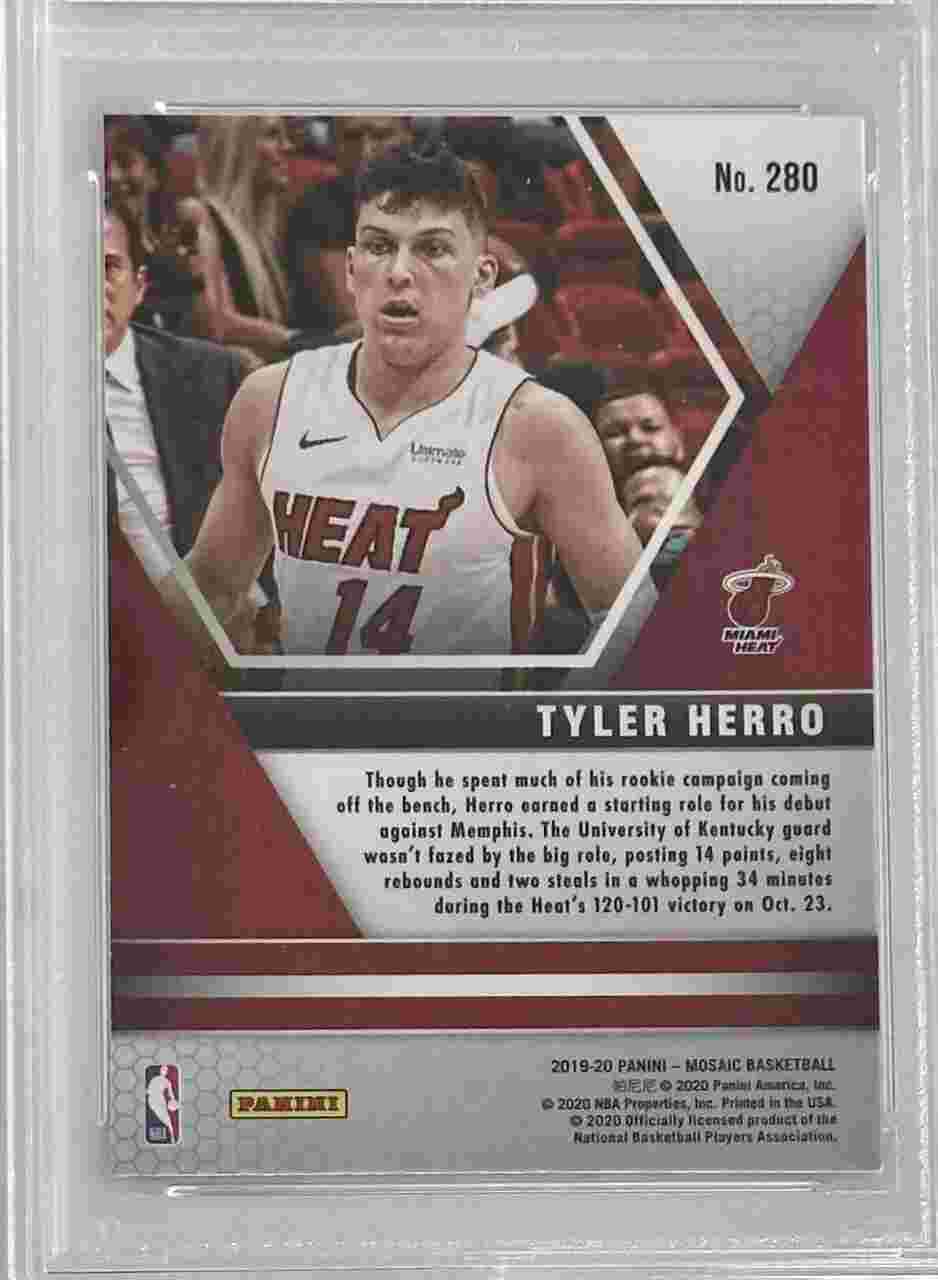 No. 280
Ultimate
SOFTWARE
HEAT
14
MIAMI
HEAT
TYLER HERRO
Though he spent much of his rookie campaign coming
off the bench, Herro earned a starting role for his debut
against Memphis. The University of Kentucky guard
wasn't fazed by the big role, posting 14 points, eight
rebounds and two steals in a whopping 34 minutes
during the Heat's 120-101 victory on Oct. 23.
2019-20 PANINI – MOSAIC BASKETBALL
帕尼尼 © 2020 Panini America, Inc.
© 2020 NBA Properties, Inc. Printed in the USA.
© 2020 Officially licensed product of the
National Basketball Players Association.
NBA
PANINI